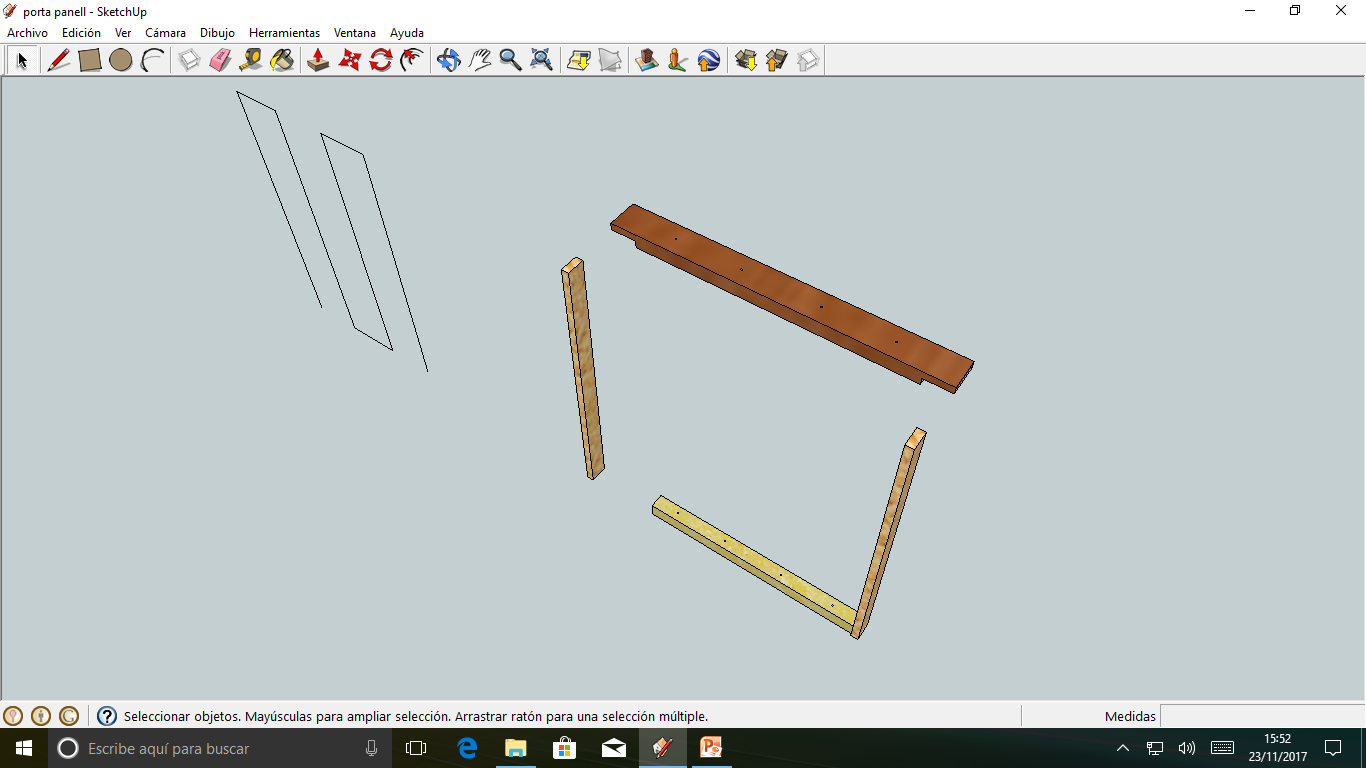 porta panell - SketchUp
Archivo Edición Ver Cámara Dibujo Herramientas Ventana Ayuda
Seleccionar objetos. Mayúsculas para ampliar selección. Arrastrar ratón para una selección múltiple.
Medidas
Escribe aquí para buscar
15:52
23/11/2017